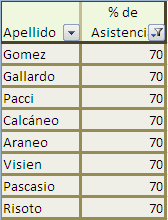 Apellido % de Asistenci
Gomez 70
Gallardo 70
Pacci 70
Calcáneo 70
Araneo 70
Visien 70
Pascasio 70
Risoto 70